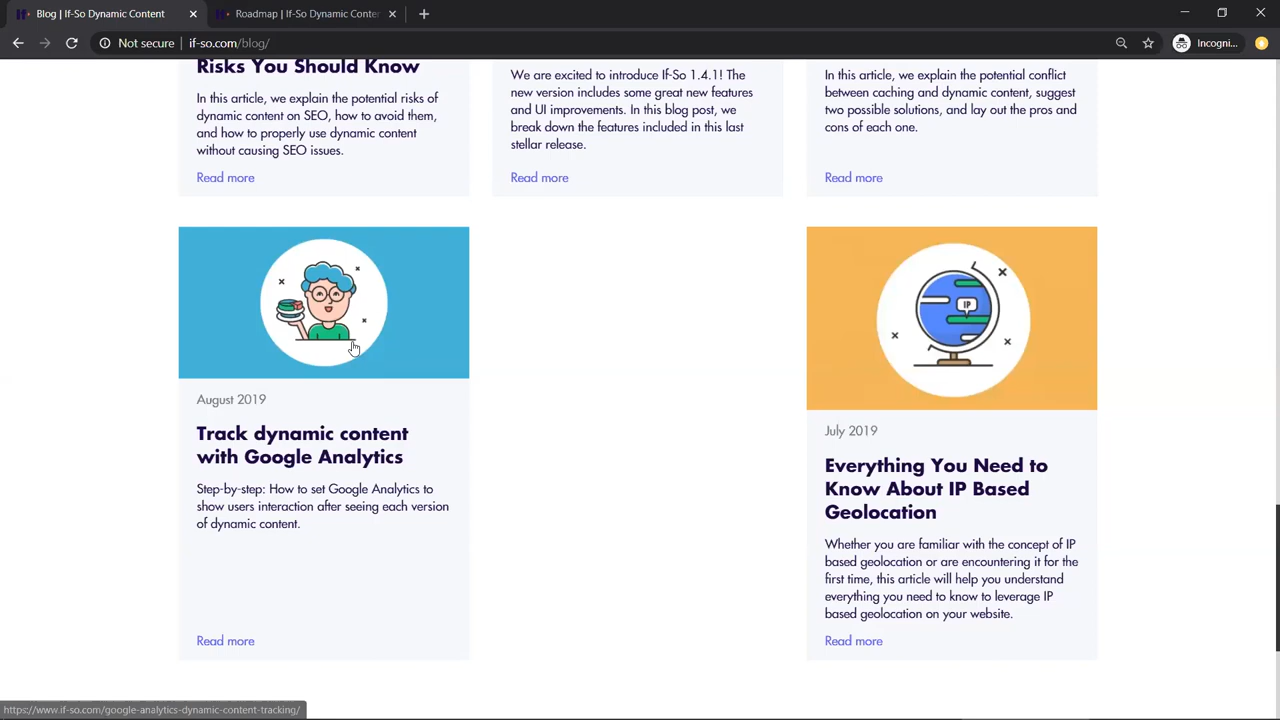 Blog | If-So Dynamic Content
Roadmap | If-So Dynamic Conten
Not secure | if-so.com/blog/
Incogni...
Risks You Should Know
In this article, we explain the potential risks of
dynamic content on SEO, how to avoid them,
and how to properly use dynamic content
without causing SEO issues.
Read more
We are excited to introduce If-So 1.4.1! The
new version includes some great new features
and UI improvements. In this blog post, we
break down the features included in this last
stellar release.
Read more
In this article, we explain the potential conflict
between caching and dynamic content, suggest
two possible solutions, and lay out the pros and
cons of each one.
Read more
August 2019
Track dynamic content
with Google Analytics
Step-by-step: How to set Google Analytics to
show users interaction after seeing each version
of dynamic content.
Read more
IP
July 2019
Everything You Need to
Know About IP Based
Geolocation
Whether you are familiar with the concept of IP
based geolocation or are encountering it for the
first time, this article will help you understand
everything you need to know to leverage IP
based geolocation on your website.
Read more
https://www.if-so.com/google-analytics-dynamic-content-tracking/